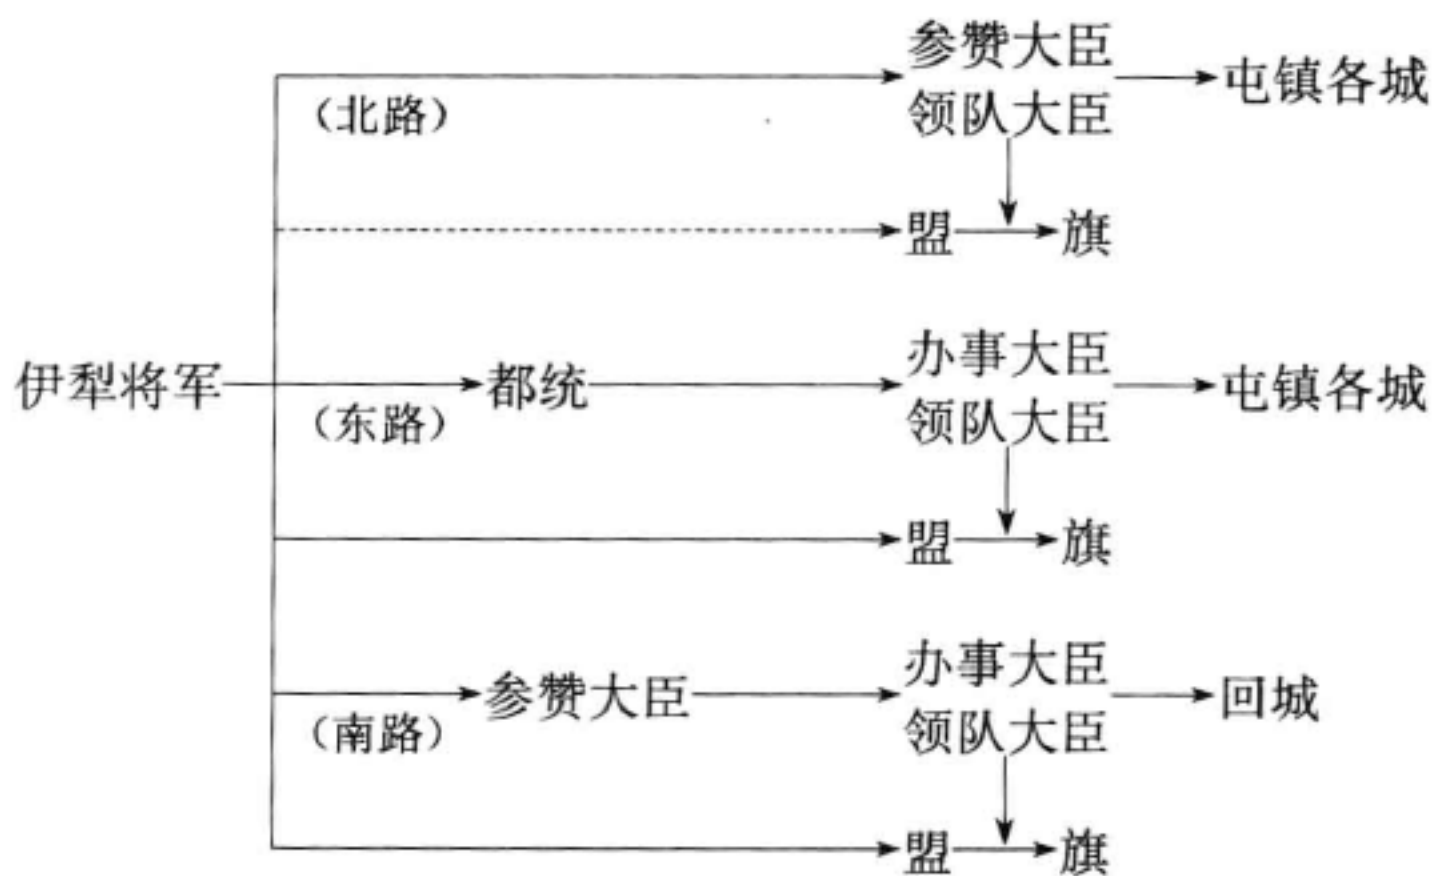 参赞大臣
领队大臣
屯镇各城
（北路）
盟
旗
伊犁将军
都统
办事大臣
领队大臣
屯镇各城
（东路）
盟
旗
参赞大臣
办事大臣
领队大臣
回城
（南路）
盟
旗